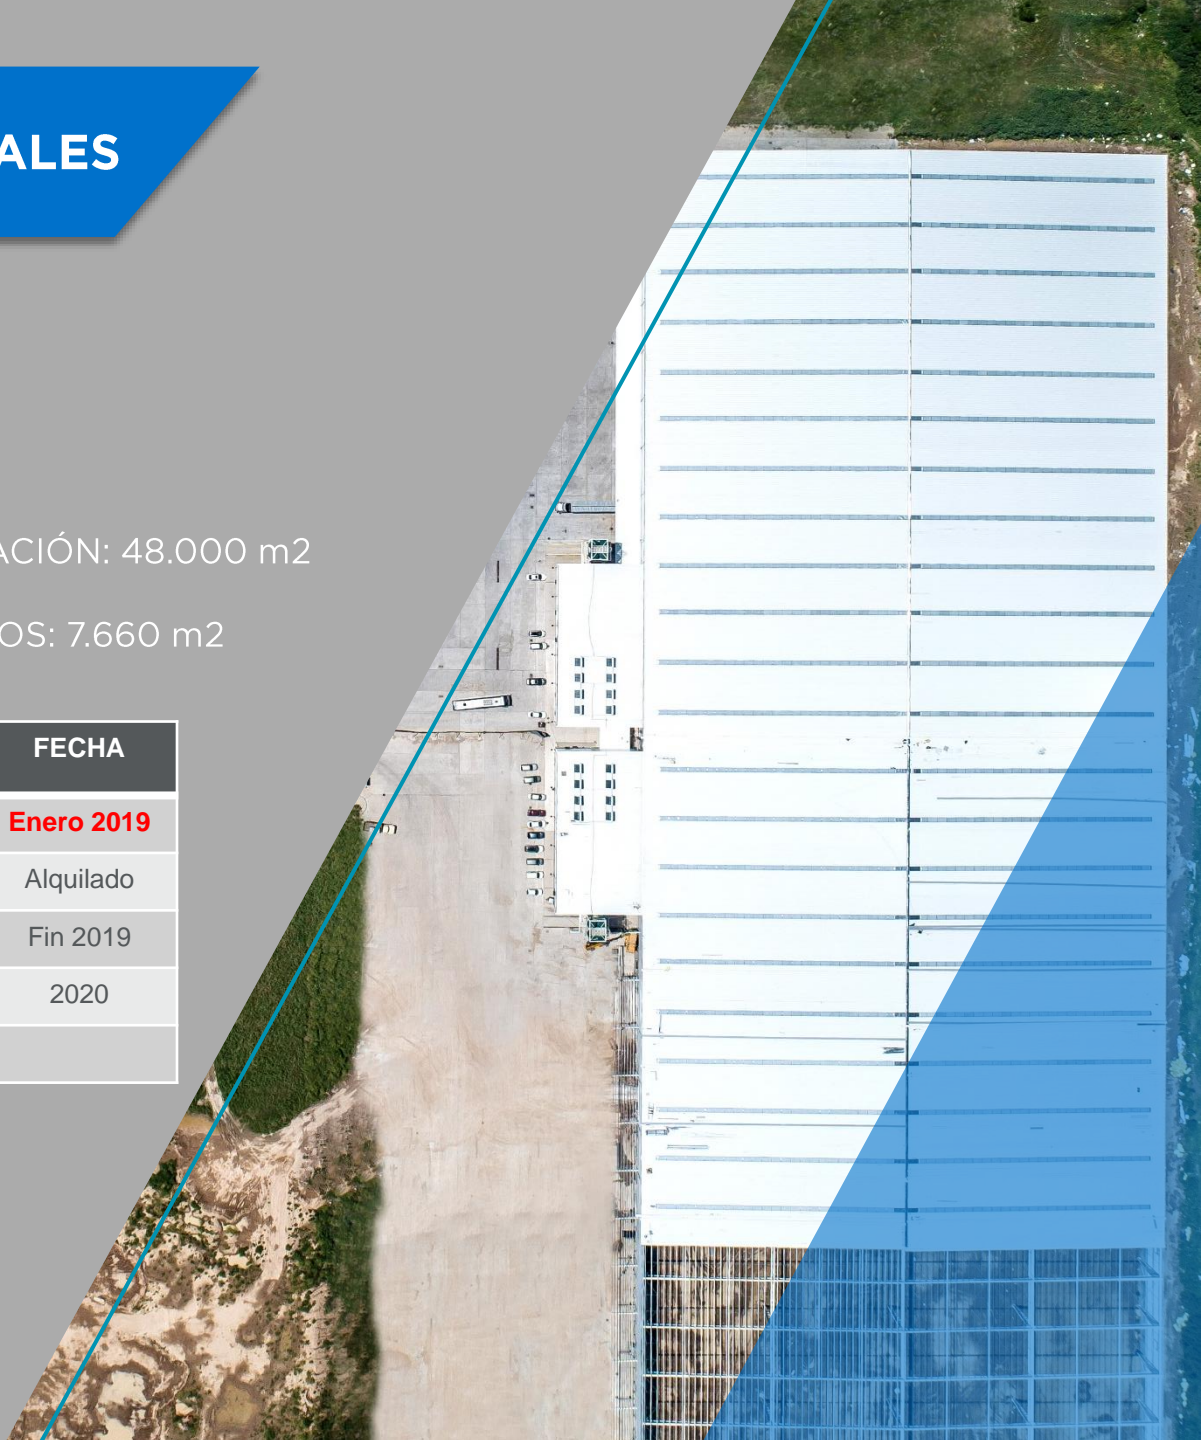 ALES
ACIÓN: 48.000 m2
OS: 7.660 m2
FECHA
Enero 2019
Alquilado
Fin 2019
2020